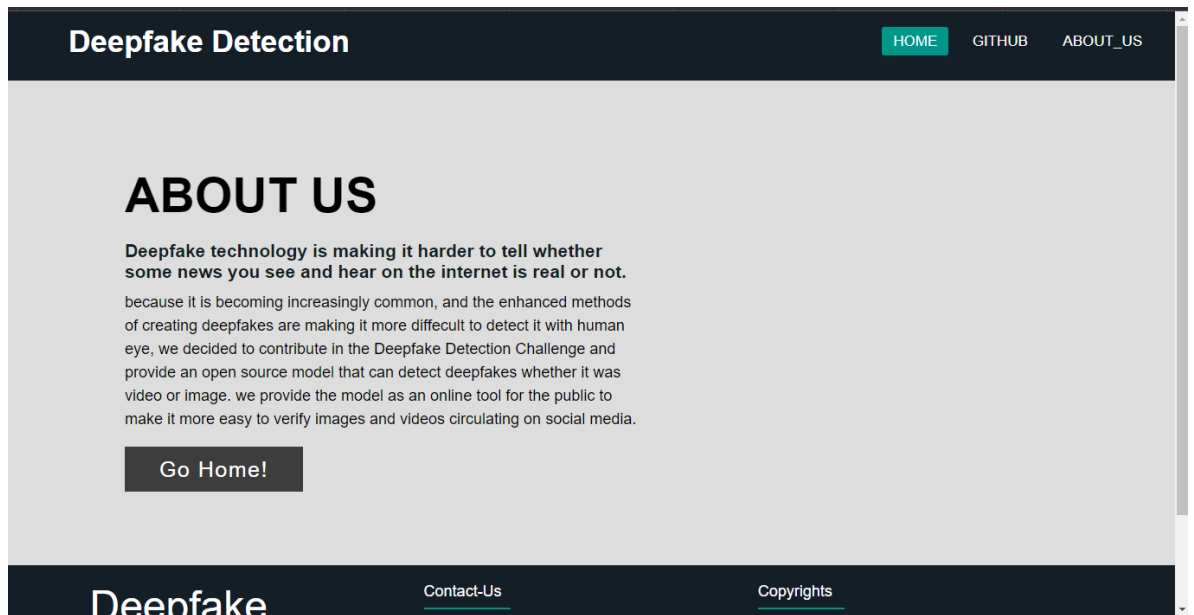 Deepfake Detection
HOME GITHUB ABOUT_US
ABOUT US
Deepfake technology is making it harder to tell whether
some news you see and hear on the internet is real or not.
because it is becoming increasingly common, and the enhanced methods
of creating deepfakes are making it more diffecult to detect it with human
eye, we decided to contribute in the Deepfake Detection Challenge and
provide an open source model that can detect deepfakes whether it was
video or image. we provide the model as an online tool for the public to
make it more easy to verify images and videos circulating on social media.
Go Home!
Deepfake
Contact-Us
Copyrights